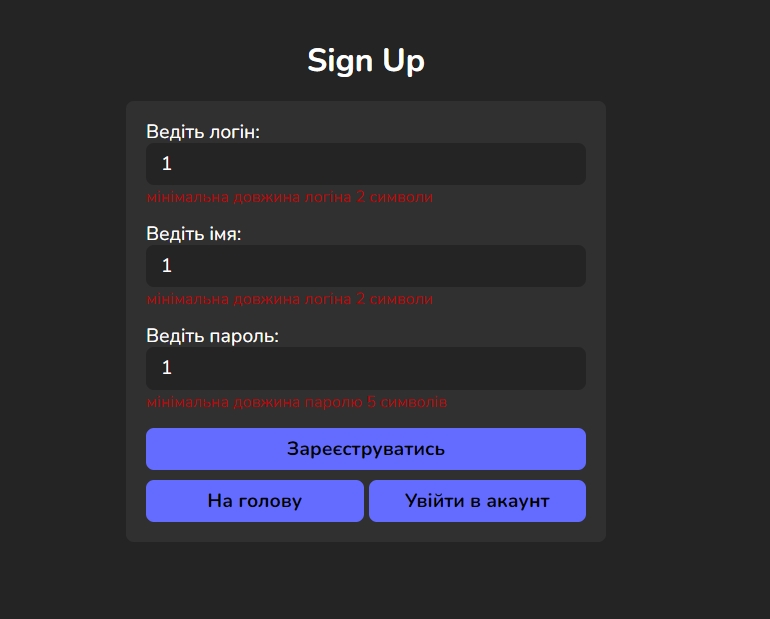 Sign Up
Ведіть логін:
1
мінімальна довжина логіна 2 символи
Ведіть імя:
1
мінімальна довжина логіна 2 символи
Ведіть пароль:
1
мінімальна довжина паролю 5 символів
Зареєструватись
На голову
Увійти в акаунт